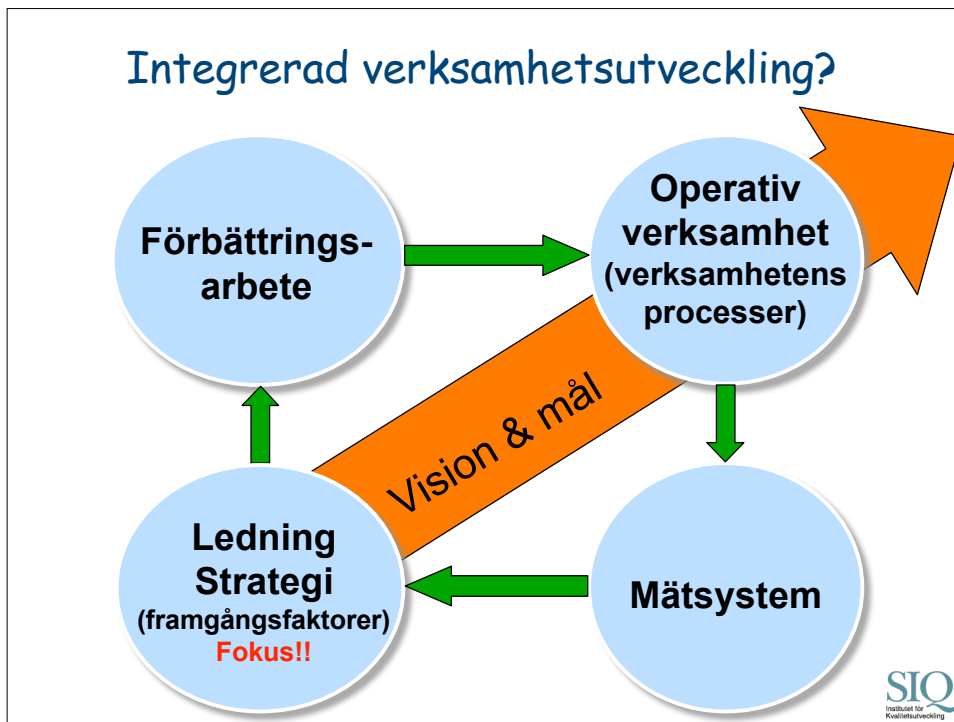 Integrerad verksamhetsutveckling?
Förbättrings-
arbete
Operativ
verksamhet
(verksamhetens
processer)
Vision & mål
Ledning
Strategi
(framgångsfaktorer)
Fokus!!
Mätsystem
SIQ
Institutet för
Kvalitetsutveckling